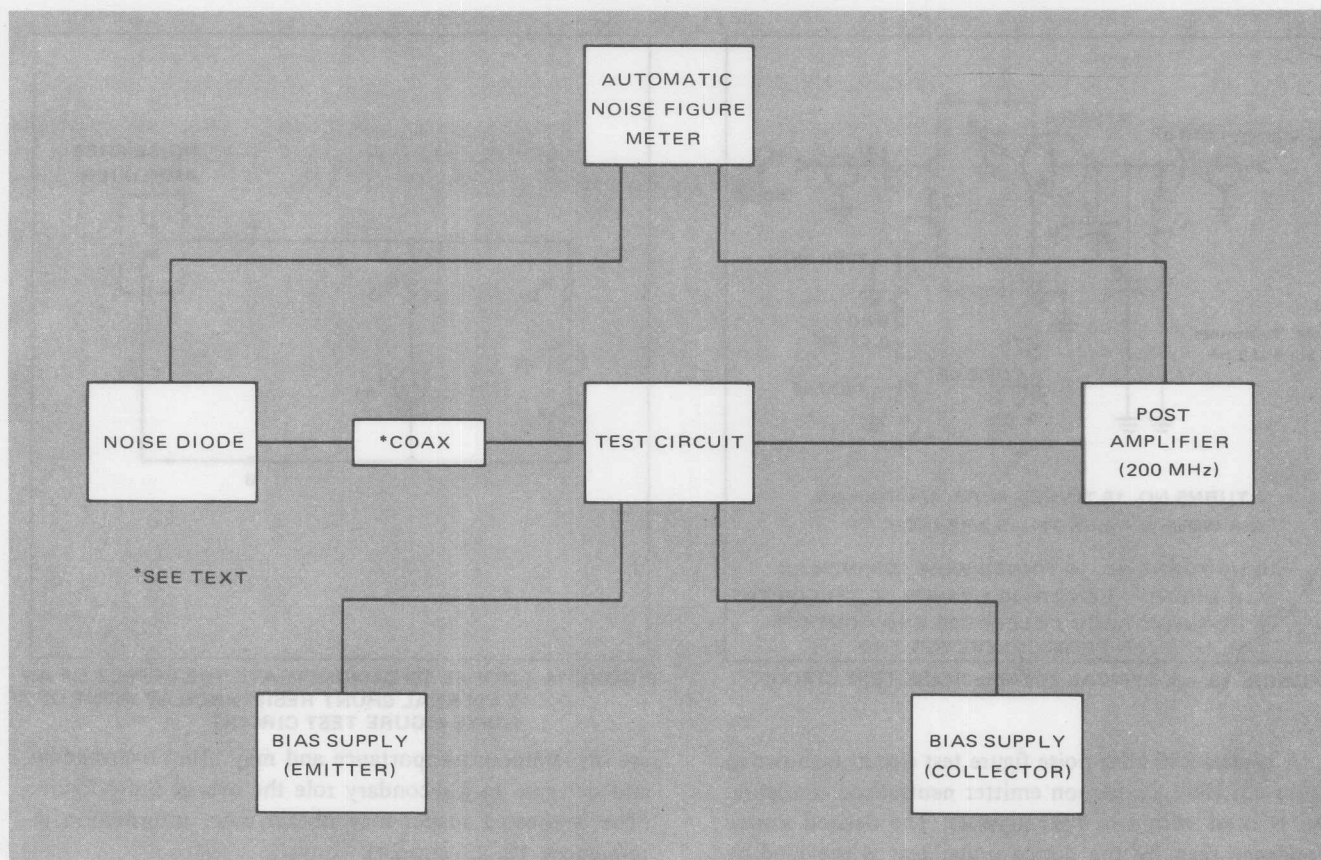 AUTOMATIC
NOISE FIGURE
METER
NOISE DIODE
*COAX
TEST CIRCUIT
POST
AMPLIFIER
(200 MHz)
*SEE TEXT
BIAS SUPPLY
(EMITTER)
BIAS SUPPLY
(COLLECTOR)